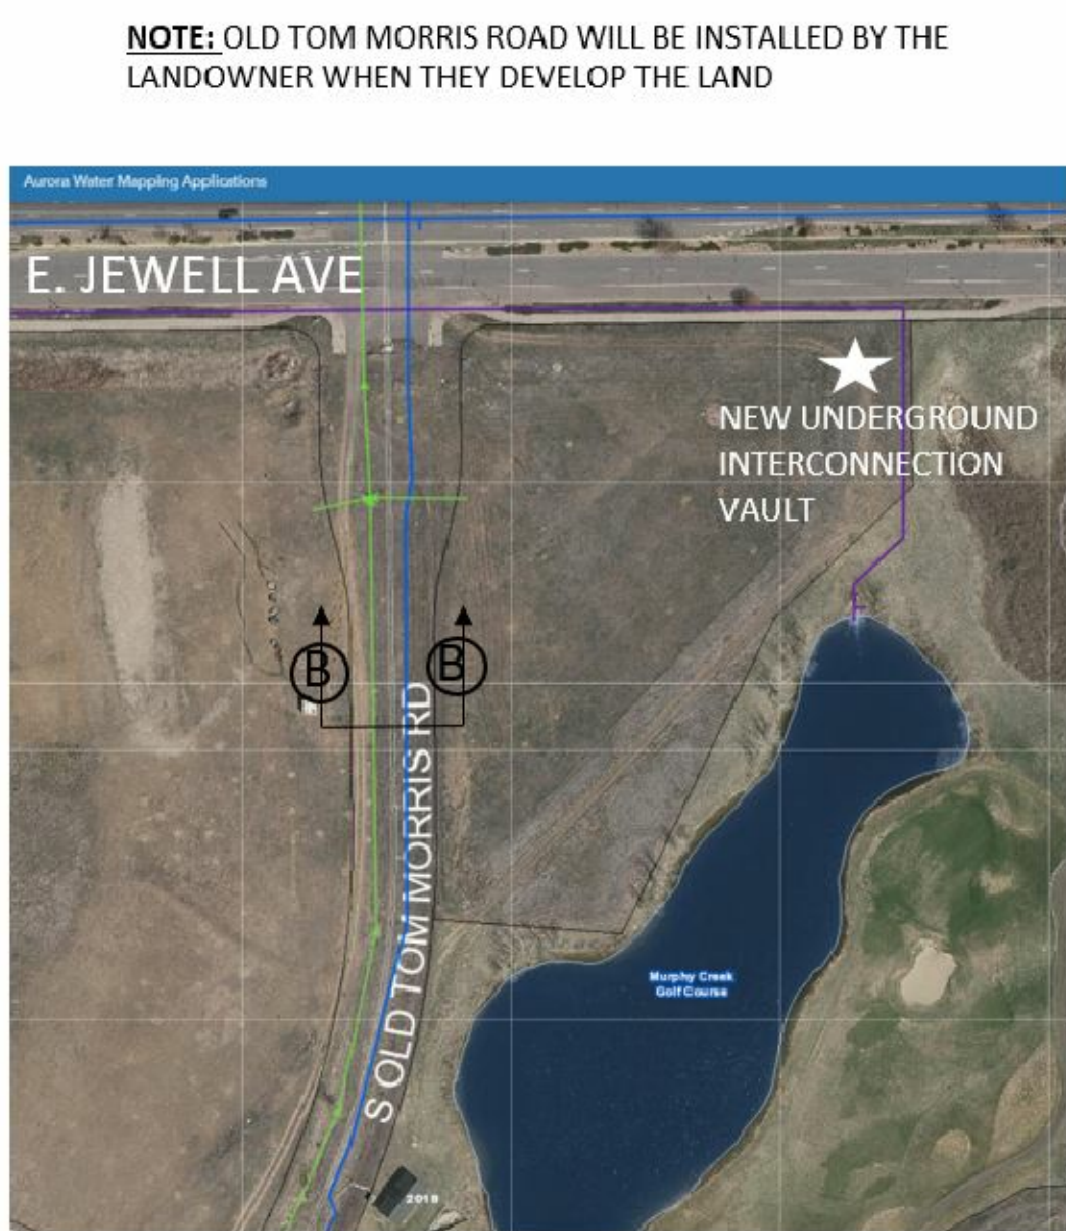 NOTE: OLD TOM MORRIS ROAD WILL BE INSTALLED BY THE
LANDOWNER WHEN THEY DEVELOP THE LAND
Aurora Water Mapping Applications
E. JEWELL AVE
NEW UNDERGROUND
INTERCONNECTION
VAULT
B
B
S OLD TOM MORRIS RD
Murphy Creek
Golf Course
2018